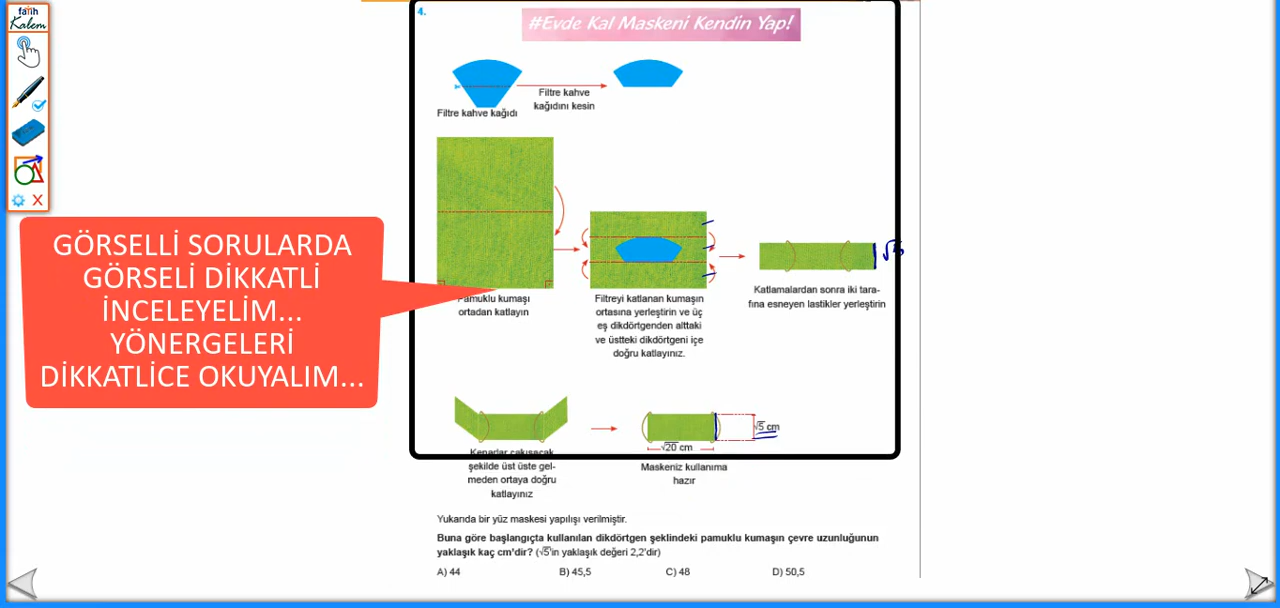 fatih
Kalem
4.
#Evde Kal Maskeni Kendin Yap!
Filtre kahve kağıdı
Filtre kahve
kağıdını kesin
GÖRSELLİ SORULARDA
GÖRSELİ DİKKATLİ
İNCELEYELİM...
YÖNERGELERİ
DİKKATLİCE OKUYALIM...
Pamuklu kumaşı
ortadan katlayın
Filtreyi katlanan kumaşın
ortasına yerleştirin ve üç
eş dikdörtgenden alttaki
ve üstteki dikdörtgeni içe
doğru katlayınız.
√5
Katlamalardan sonra iki tara-
fına esneyen lastikler yerleştirin
Kenarlar çakışacak
şekilde üst üste gel-
meden ortaya doğru
katlayınız
√5 cm
√20 cm
Maskeniz kullanıma
hazır
Yukarıda bir yüz maskesi yapılışı verilmiştir.
Buna göre başlangıçta kullanılan dikdörtgen şeklindeki pamuklu kumaşın çevre uzunluğunun
yaklaşık kaç cm'dir? (√5'in yaklaşık değeri 2,2'dir)
A) 44 B) 45,5 C) 48 D) 50,5